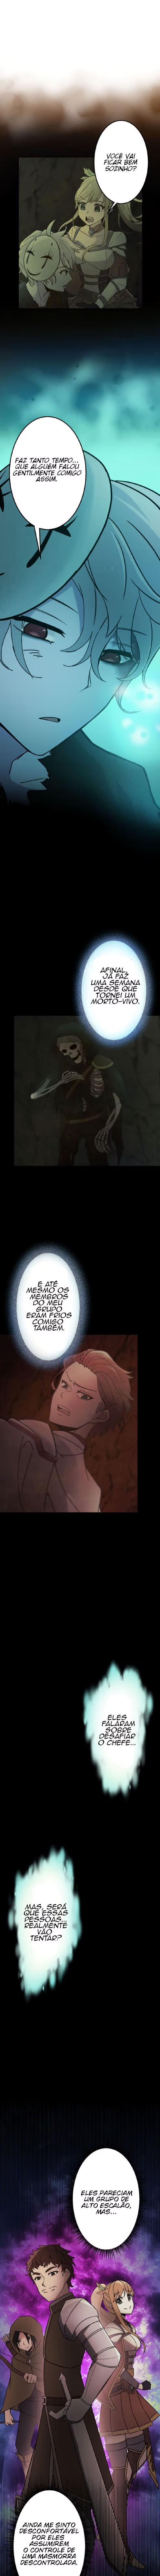 VOCÊ VAI
FICAR BEM
SOZINHO?
FAZ TANTO TEMPO...
QUE ALGUÉM FALOU
GENTILMENTE COMIGO
ASSIM.
AFINAL,
JÁ FAZ
UMA SEMANA
DESDE QUE
TORNEI UM
MORTO-VIVO.
E ATÉ
MESMO OS
MEMBROS
DO MEU
GRUPO
ERAM FRIOS
COMIGO
TAMBÉM.
ELES
FALARAM
SOBRE
DESAFIAR
O CHEFE...
MAS, SERÁ
QUE ESSAS
PESSOAS...
REALMENTE
VÃO
TENTAR?
ELES PARECIAM
UM GRUPO DE
ALTO ESCALÃO,
MAS...
AINDA ME SINTO
DESCONFORTÁVEL
POR ELES
ASSUMIREM
O CONTROLE DE
UMA MASMORRA
DESCONTROLADA.